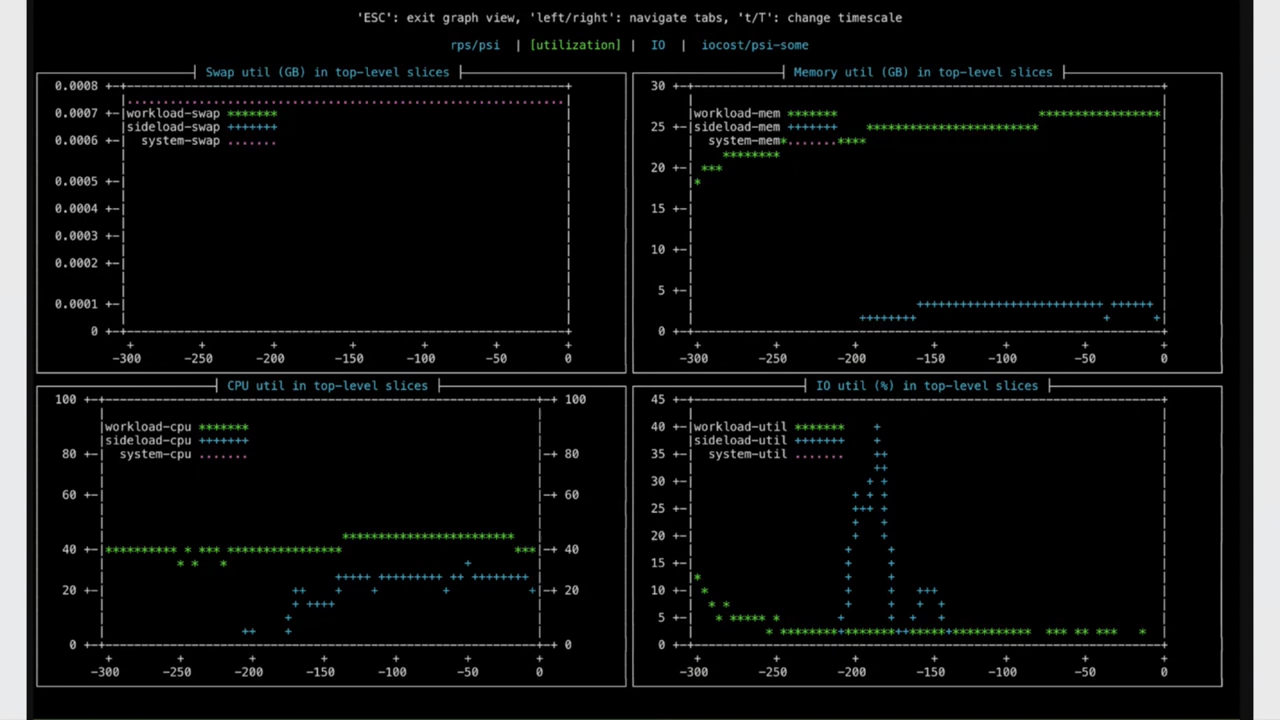 'ESC': exit graph view, 'left/right': navigate tabs, 't/T': change timescale
rps/psi | [utilization] | IO | iocost/psi-some
Swap util (GB) in top-level slices
0.0008
0.0007
0.0006
0.0005
0.0004
0.0003
0.0002
0.0001
0
workload-swap
sideload-swap
system-swap
-300 -250 -200 -150 -100 -50 0
Memory util (GB) in top-level slices
30
25
20
15
10
5
0
workload-mem
sideload-mem
system-mem
-300 -250 -200 -150 -100 -50 0
CPU util in top-level slices
100
80
60
40
20
0
workload-cpu
sideload-cpu
system-cpu
100
80
60
40
20
0
-300 -250 -200 -150 -100 -50 0
IO util (%) in top-level slices
45
40
35
30
25
20
15
10
5
0
workload-util
sideload-util
system-util
-300 -250 -200 -150 -100 -50 0